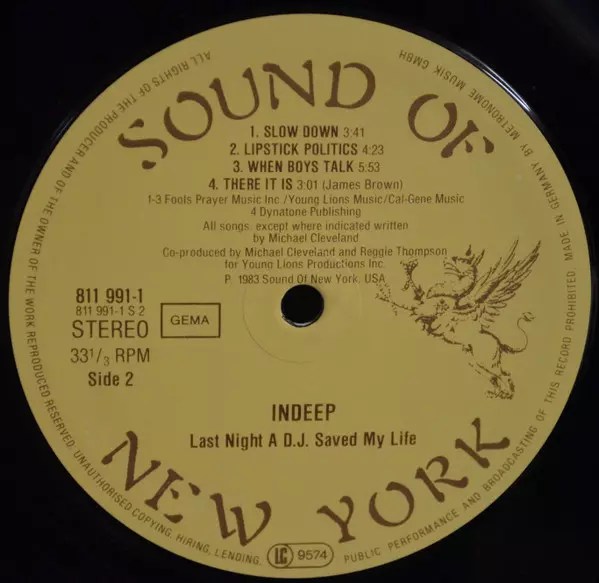 SOUND OF
1. SLOW DOWN 3:41
2. LIPSTICK POLITICS 4:23
3. WHEN BOYS TALK 5:53
4. THERE IT IS 3:01 (James Brown)
1-3 Fools Prayer Music Inc./Young Lions Music/Cal-Gene Music
4 Dynatone Publishing
All songs, except where indicated written
by Michael Cleveland
Co-produced by Michael Cleveland and Reggie Thompson
for Young Lions Productions Inc.
P. 1983 Sound Of New York, USA
811 991-1
811 991-1 S 2
STEREO
GEMA
33 1/3 RPM
Side 2
INDEEP
Last Night A D.J. Saved My Life
NEW YORK
LC 9574
ALL RIGHTS OF THE PRODUCER AND OF THE OWNER OF THE WORK REPRODUCED RESERVED. UNAUTHORISED COPYING, HIRING, LENDING,
PUBLIC PERFORMANCE AND BROADCASTING OF THIS RECORD PROHIBITED. MADE IN GERMANY BY METRONOME MUSIK GMBH